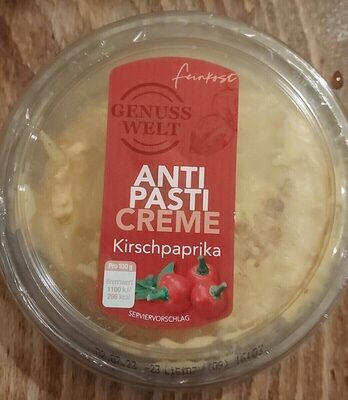 feinkost
GENUSS
WELT
ANTI
PASTI
CREME
Kirschpaprika
Pro 100 g
Brennwert
1100 kJ/
266 kcal
SERVIERVORSCHLAG